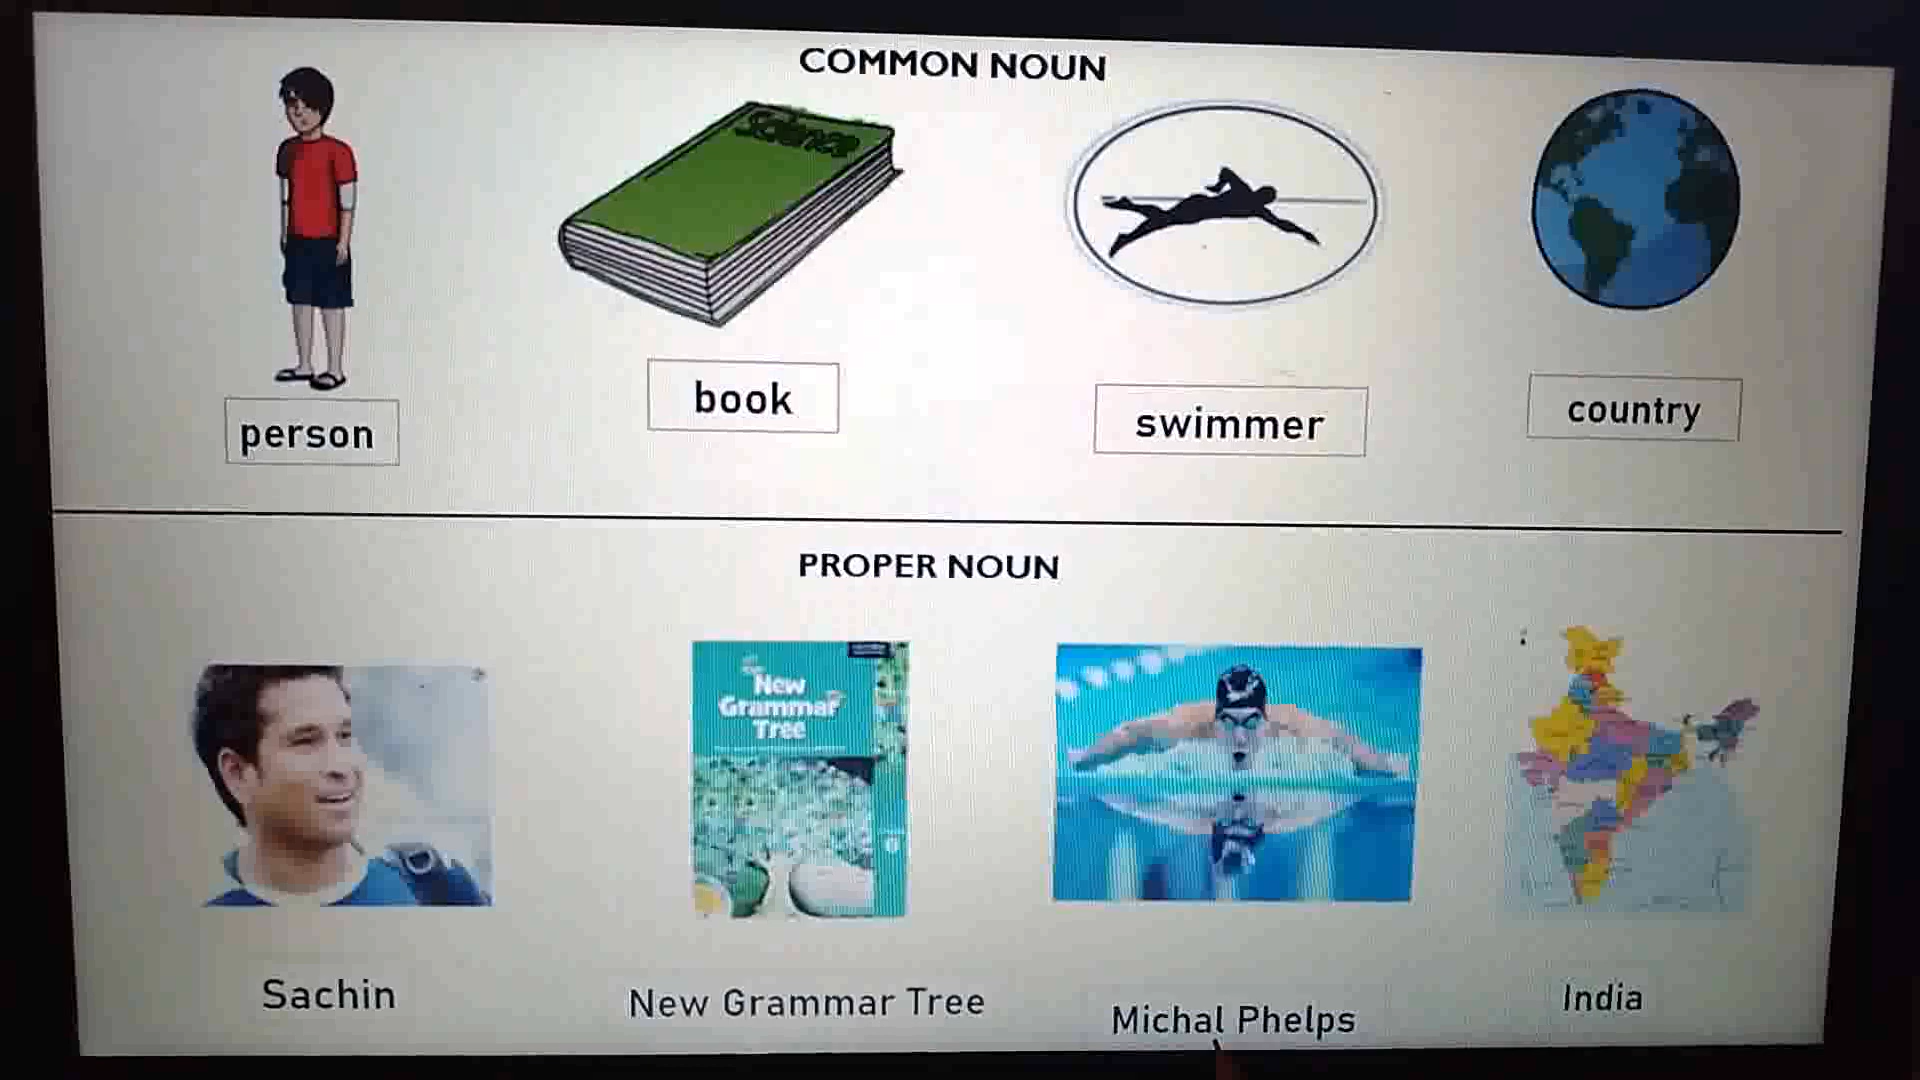 COMMON NOUN
Science
person
book
swimmer
country
PROPER NOUN
New
Grammar
Tree
Sachin
New Grammar Tree
Michal Phelps
India